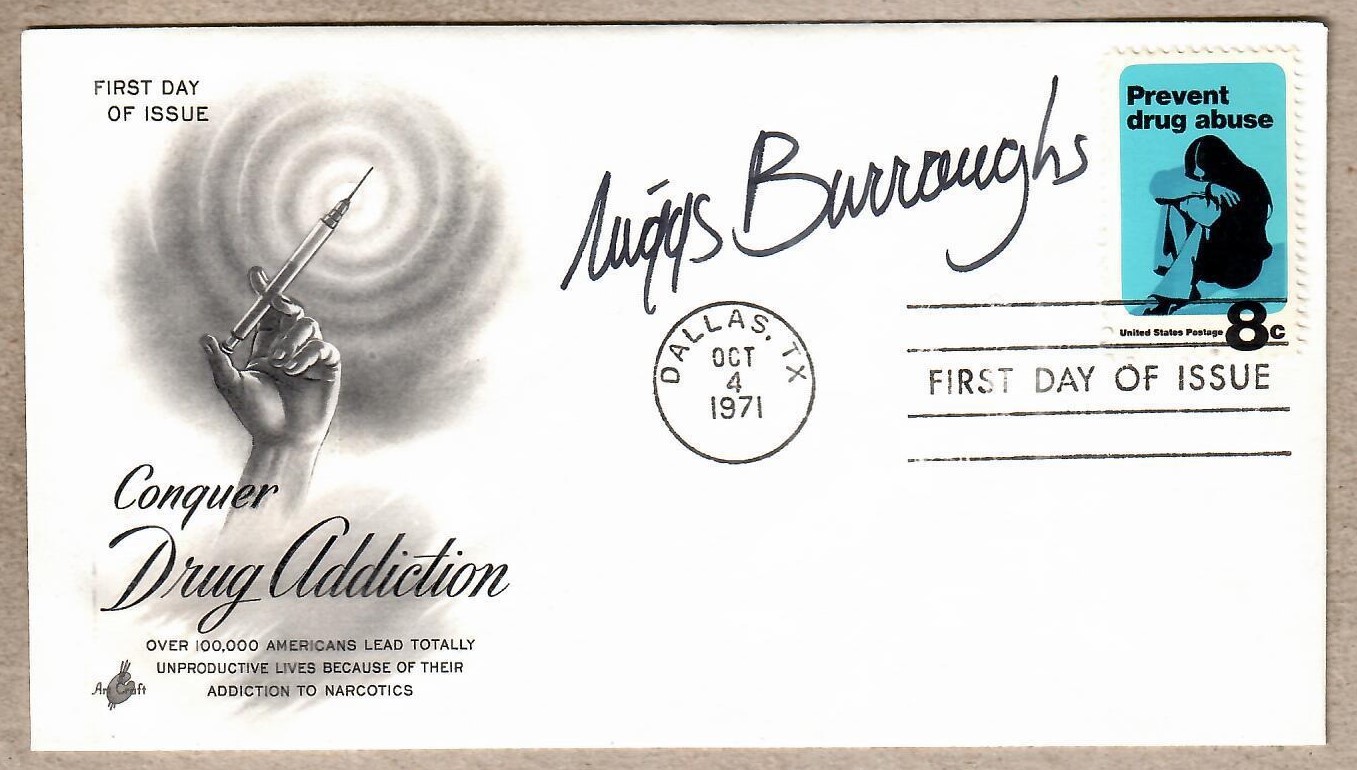 FIRST DAY
OF ISSUE
Miggs Burroughs
Prevent
drug abuse
United States Postage 8c
DALLAS, TX
OCT
4
1971
FIRST DAY OF ISSUE
Conquer
Drug Addiction
OVER 100,000 AMERICANS LEAD TOTALLY
UNPRODUCTIVE LIVES BECAUSE OF THEIR
ADDICTION TO NARCOTICS
Art Craft